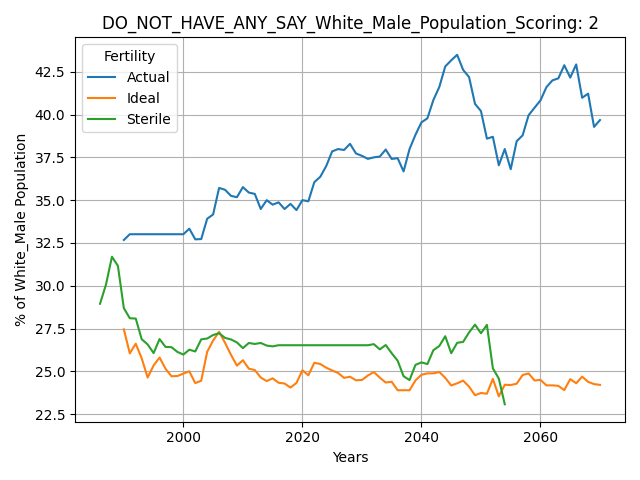 DO_NOT_HAVE_ANY_SAY_White_Male_Population_Scoring: 2
Fertility
Actual
Ideal
Sterile
% of White_Male Population
42.5
40.0
37.5
35.0
32.5
30.0
27.5
25.0
22.5
2000
2020
2040
2060
Years